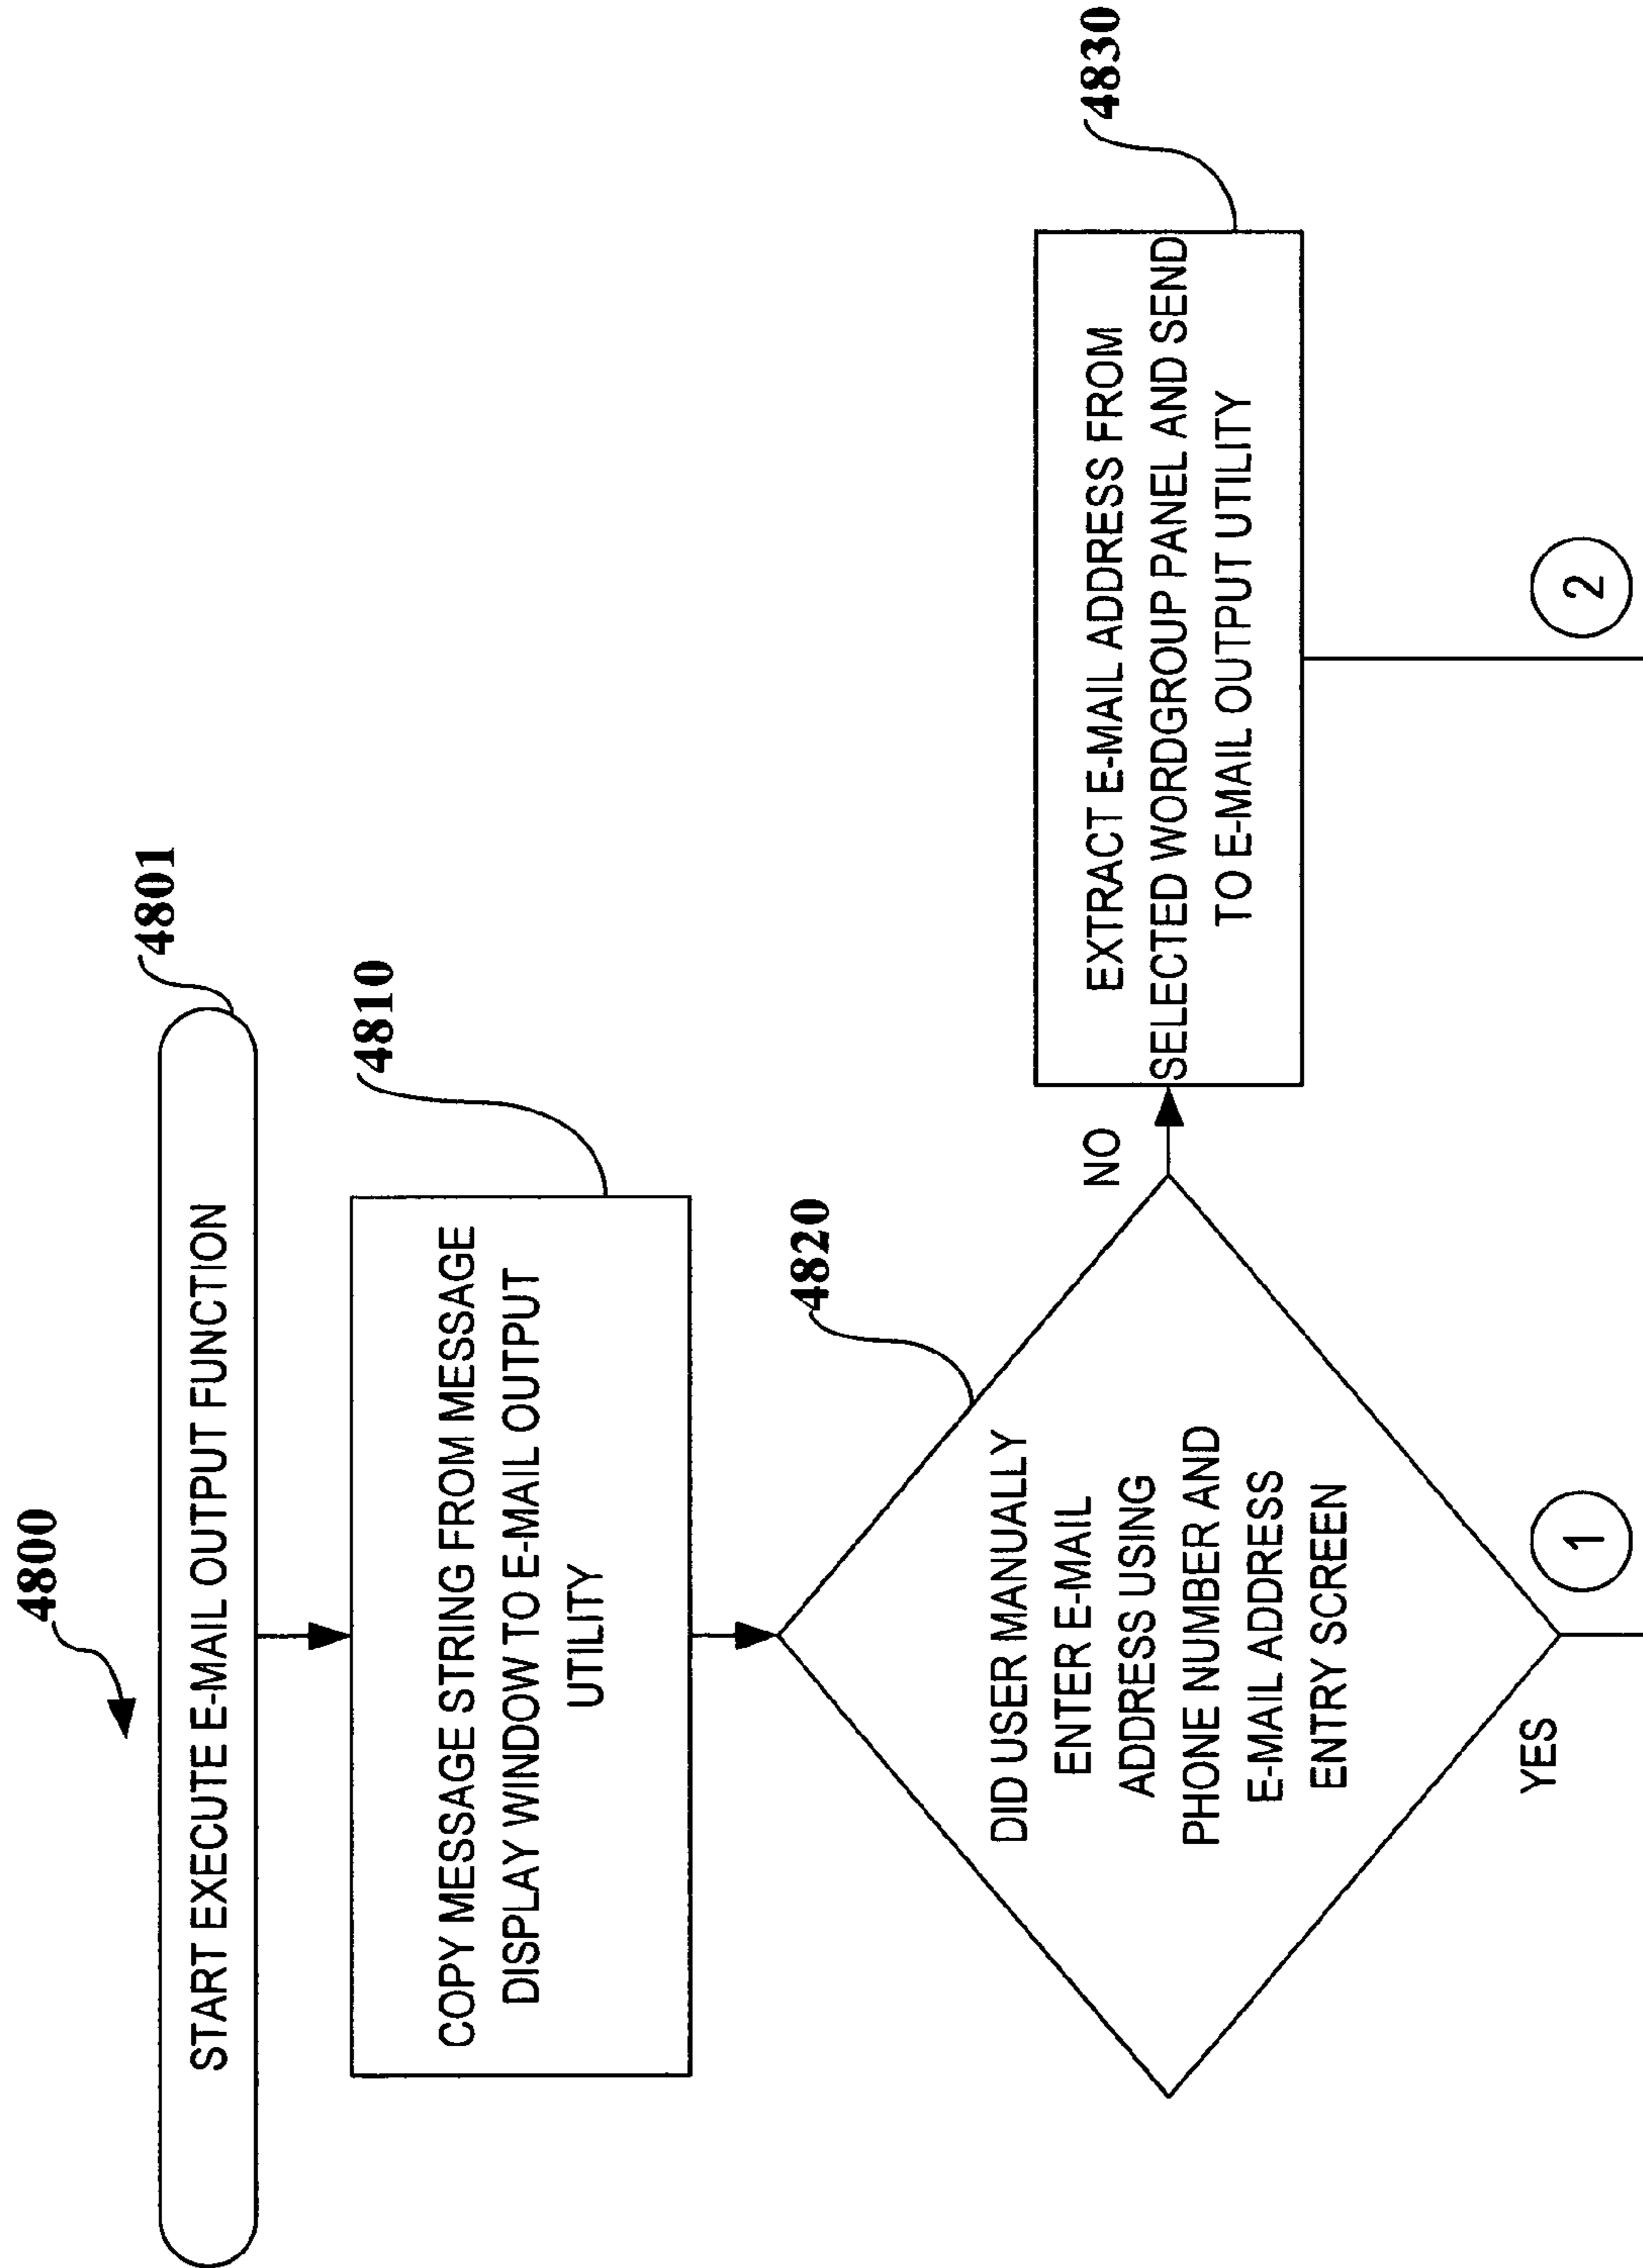 4800
4801
START EXECUTE E-MAIL OUTPUT FUNCTION
4810
COPY MESSAGE STRING FROM MESSAGE
DISPLAY WINDOW TO E-MAIL OUTPUT
UTILITY
4820
DID USER MANUALLY
ENTER E-MAIL
ADDRESS USING
PHONE NUMBER AND
E-MAIL ADDRESS
ENTRY SCREEN
NO
4830
EXTRACT E-MAIL ADDRESS FROM
SELECTED WORDGROUP PANEL AND SEND
TO E-MAIL OUTPUT UTILITY
YES
1
2